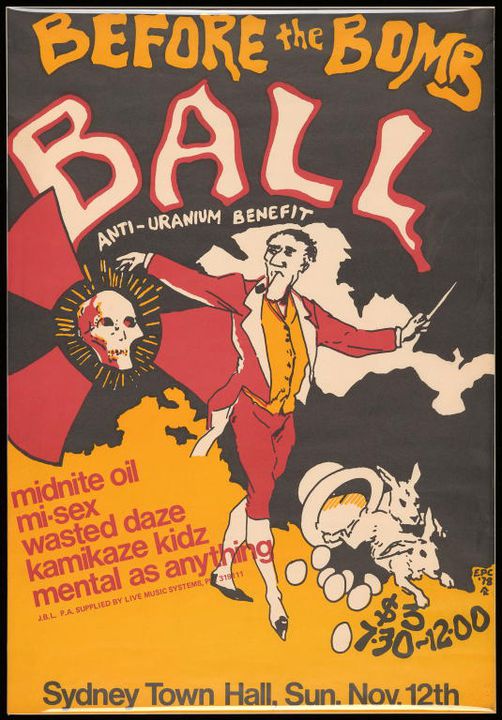 BEFORE the BOMB
BALL
ANTI-URANIUM BENEFIT
midnite oil
mi-sex
wasted daze
kamikaze kidz
mental as anything
J.B.L. P.A. SUPPLIED BY LIVE MUSIC SYSTEMS,
EPC
'78
$3
7·30-12·00
Sydney Town Hall, Sun. Nov. 12th